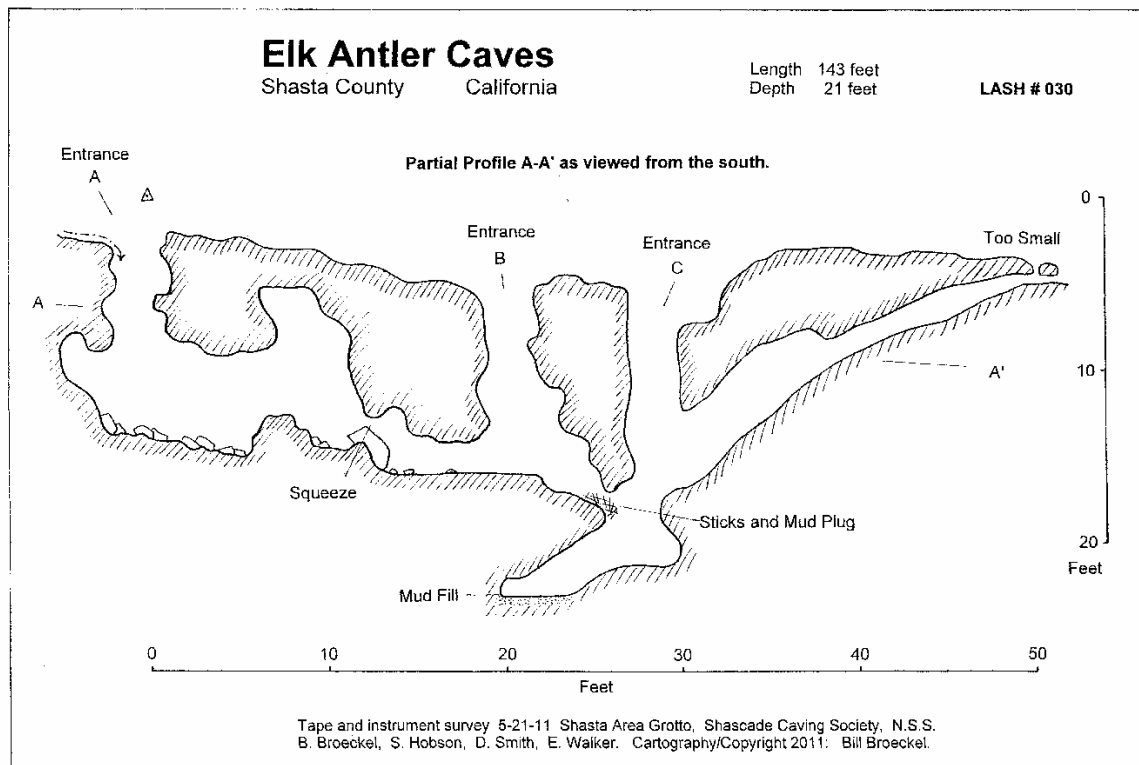 Elk Antler Caves
Shasta County California
Length 143 feet
Depth 21 feet
LASH # 030
Partial Profile A-A' as viewed from the south.
Entrance
A
Entrance
B
Entrance
C
Too Small
0
A
10
A'
Squeeze
Sticks and Mud Plug
20
Feet
Mud Fill
0 10 20 30 40 50
Feet
Tape and instrument survey 5-21-11 Shasta Area Grotto, Shascade Caving Society, N.S.S.
B. Broeckel, S. Hobson, D. Smith, E. Walker. Cartography/Copyright 2011: Bill Broeckel.